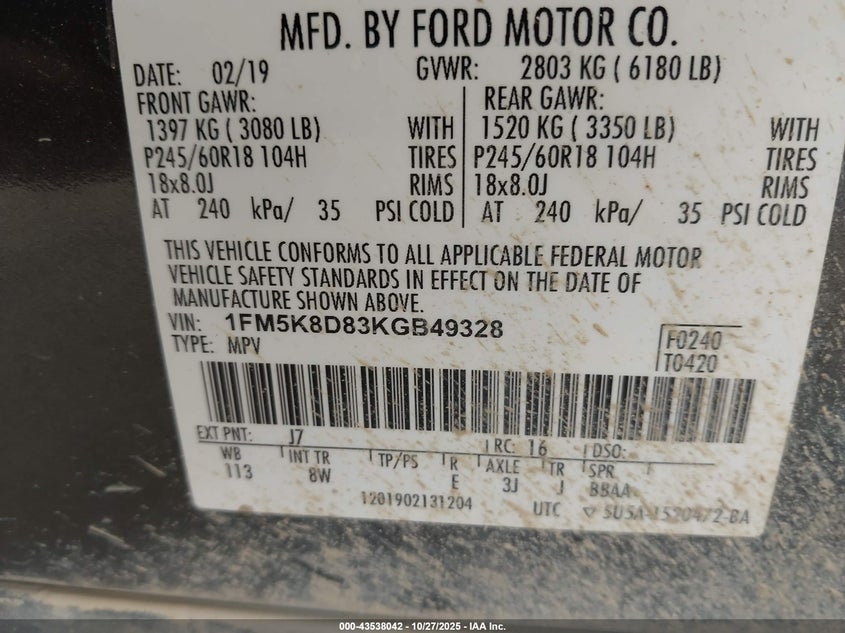 MFD. BY FORD MOTOR CO.
DATE: 02/19 GVWR: 2803 KG ( 6180 LB)
FRONT GAWR: REAR GAWR:
1397 KG ( 3080 LB) WITH 1520 KG ( 3350 LB) WITH
P245/60R18 104H TIRES P245/60R18 104H TIRES
18x8.0J RIMS 18x8.0J RIMS
AT 240 kPa/ 35 PSI COLD AT 240 kPa/ 35 PSI COLD
THIS VEHICLE CONFORMS TO ALL APPLICABLE FEDERAL MOTOR
VEHICLE SAFETY STANDARDS IN EFFECT ON THE DATE OF
MANUFACTURE SHOWN ABOVE.
VIN: 1FM5K8D83KGB49328
TYPE: MPV
F0240
T0420
EXT PNT: J7 RC: 16 DSO:
WB INT TR TP/PS R AXLE TR SPR
113 8W E 3J J BBAA
1201902131204 UTC
000-43538042 - 10/27/2025 - IAA Inc.